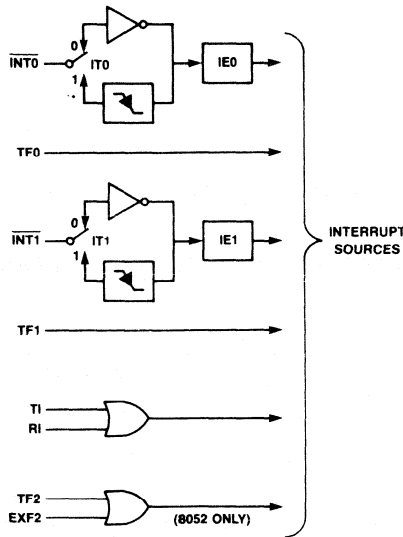 0
INT0
IT0
1
IE0
TF0
0
INT1
IT1
1
IE1
INTERRUPT
SOURCES
TF1
TI
RI
TF2
EXF2
(8052 ONLY)